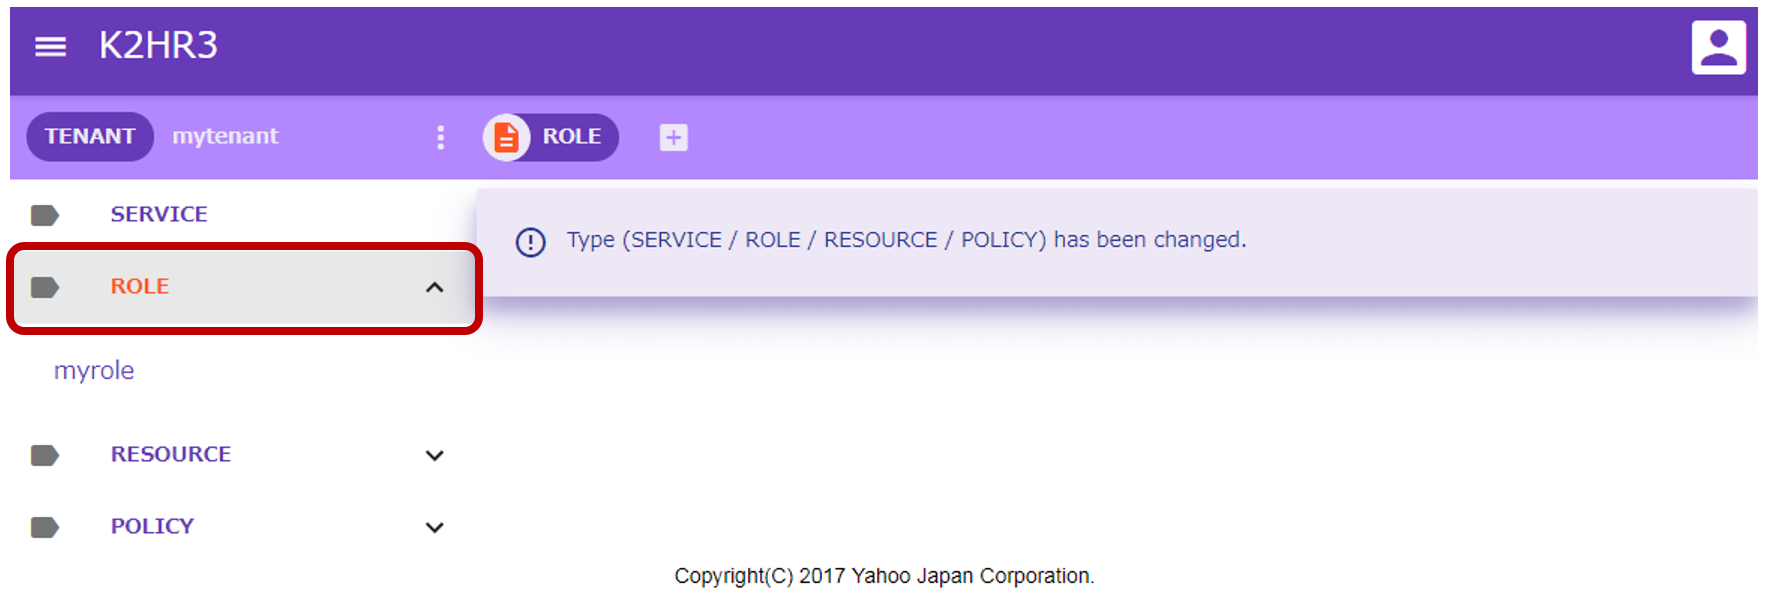 K2HR3
TENANT mytenant ROLE
SERVICE
Type (SERVICE / ROLE / RESOURCE / POLICY) has been changed.
ROLE
myrole
RESOURCE
POLICY
Copyright(C) 2017 Yahoo Japan Corporation.